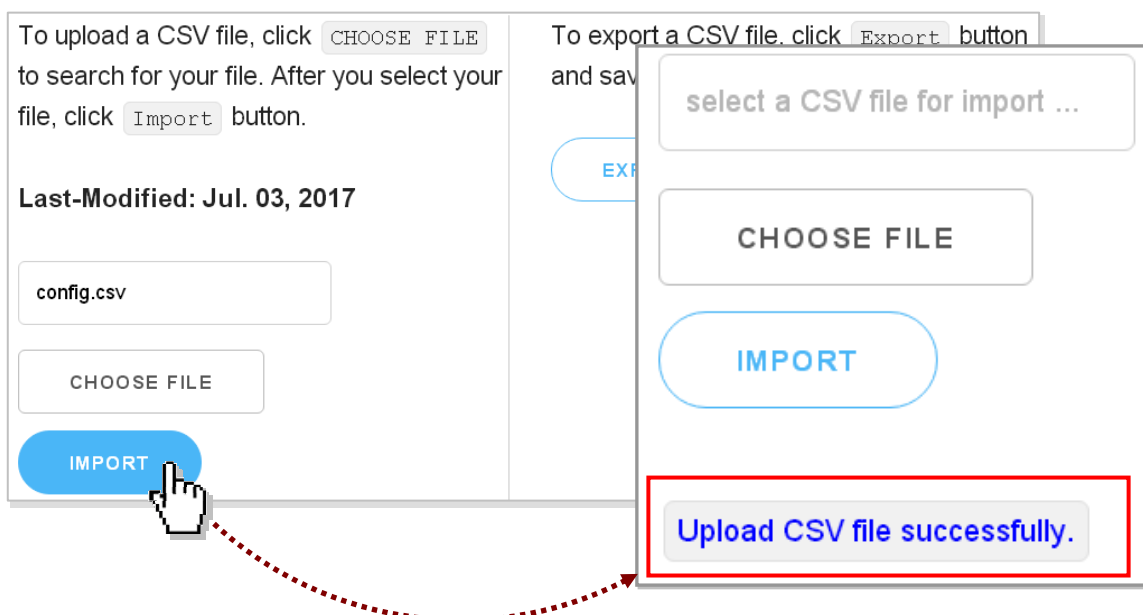 To upload a CSV file, click CHOOSE FILE
to search for your file. After you select your
file, click Import button.
Last-Modified: Jul. 03, 2017
config.csv
CHOOSE FILE
IMPORT
To export a CSV file, click Export button
and sav
EXP
select a CSV file for import ...
CHOOSE FILE
IMPORT
Upload CSV file successfully.